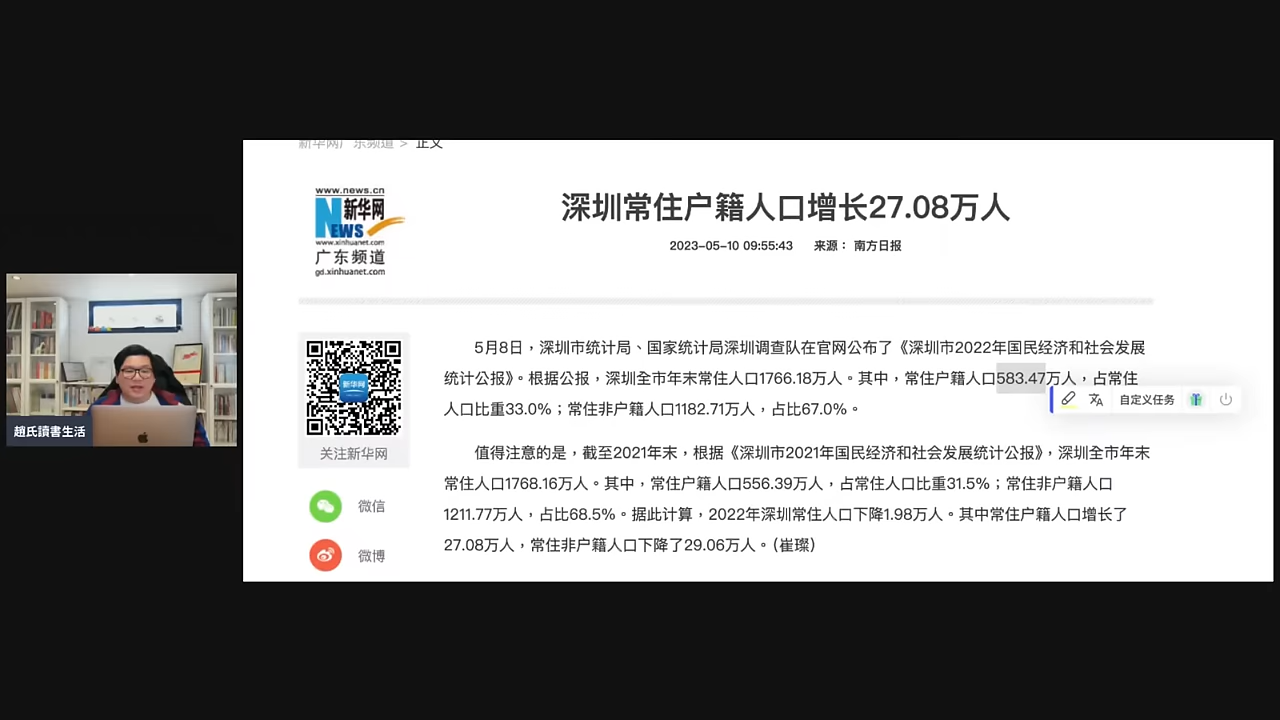 新华网广东频道 > 正文
www.news.cn
新华网
NEWS
www.xinhuanet.com
广东频道
gd.xinhuanet.com
深圳常住户籍人口增长27.08万人
2023-05-10 09:55:43 来源： 南方日报
5月8日，深圳市统计局、国家统计局深圳调查队在官网公布了《深圳市2022年国民经济和社会发展
统计公报》。根据公报，深圳全市年末常住人口1766.18万人。其中，常住户籍人口583.47万人，占常住
人口比重33.0%；常住非户籍人口1182.71万人，占比67.0%。
自定义任务
值得注意的是，截至2021年末，根据《深圳市2021年国民经济和社会发展统计公报》，深圳全市年末
常住人口1768.16万人。其中，常住户籍人口556.39万人，占常住人口比重31.5%；常住非户籍人口
1211.77万人，占比68.5%。据此计算，2022年深圳常住人口下降1.98万人。其中常住户籍人口增长了
27.08万人，常住非户籍人口下降了29.06万人。（崔璨）
新华网
关注新华网
微信
微博
趙氏讀書生活